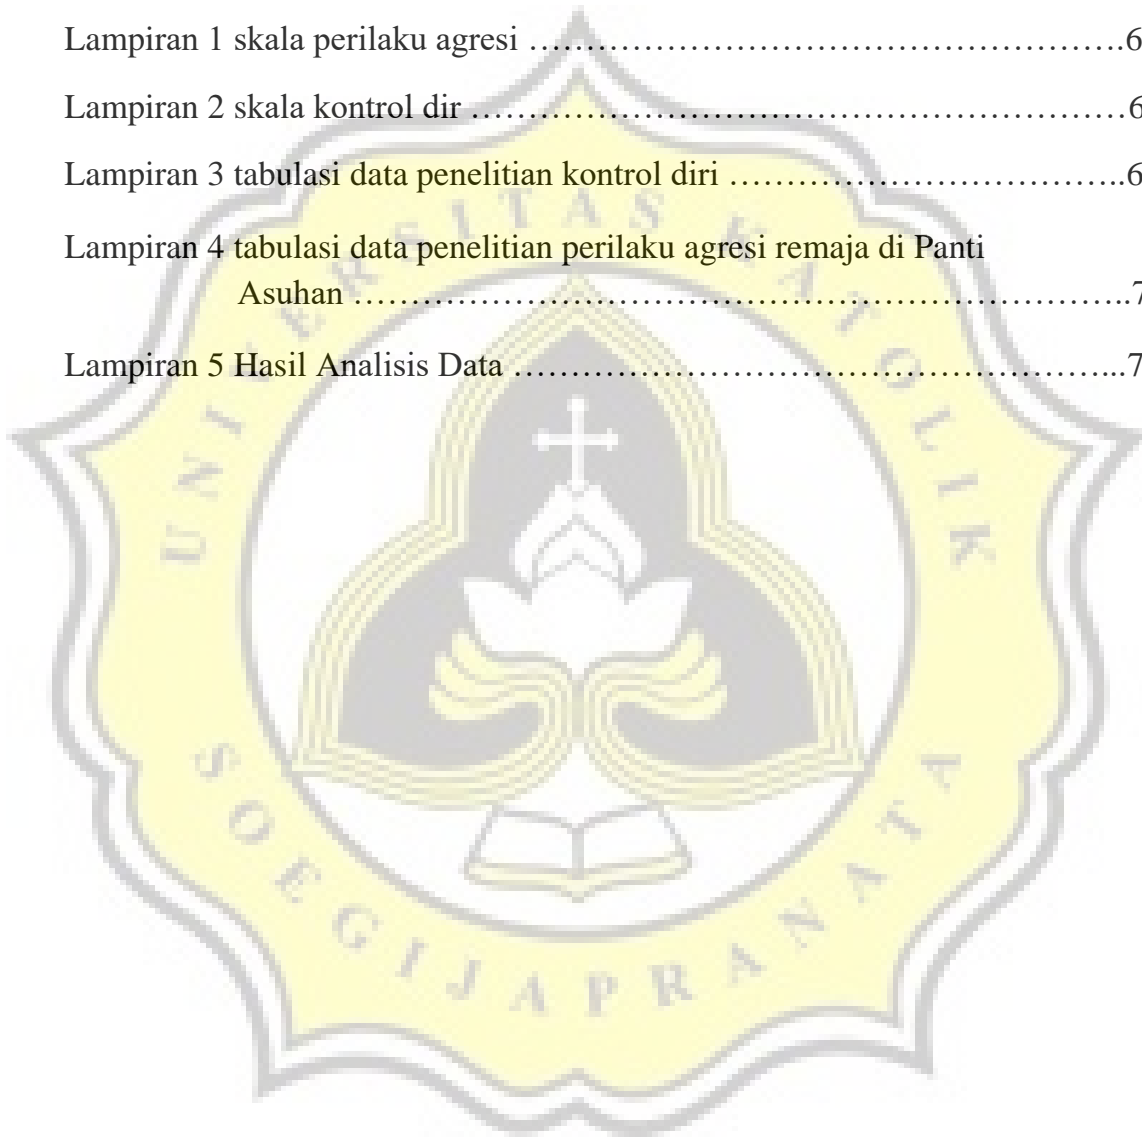 Lampiran 1 skala perilaku agresi ……………………………………………….6
Lampiran 2 skala kontrol dir …………………………………………………….6
Lampiran 3 tabulasi data penelitian kontrol diri ………………………………..6
Lampiran 4 tabulasi data penelitian perilaku agresi remaja di Panti
Asuhan ……………………………………………………………..7
Lampiran 5 Hasil Analisis Data ………………………………………………...7
UNIVERSITAS KATOLIK
SOEGIJAPRANATA